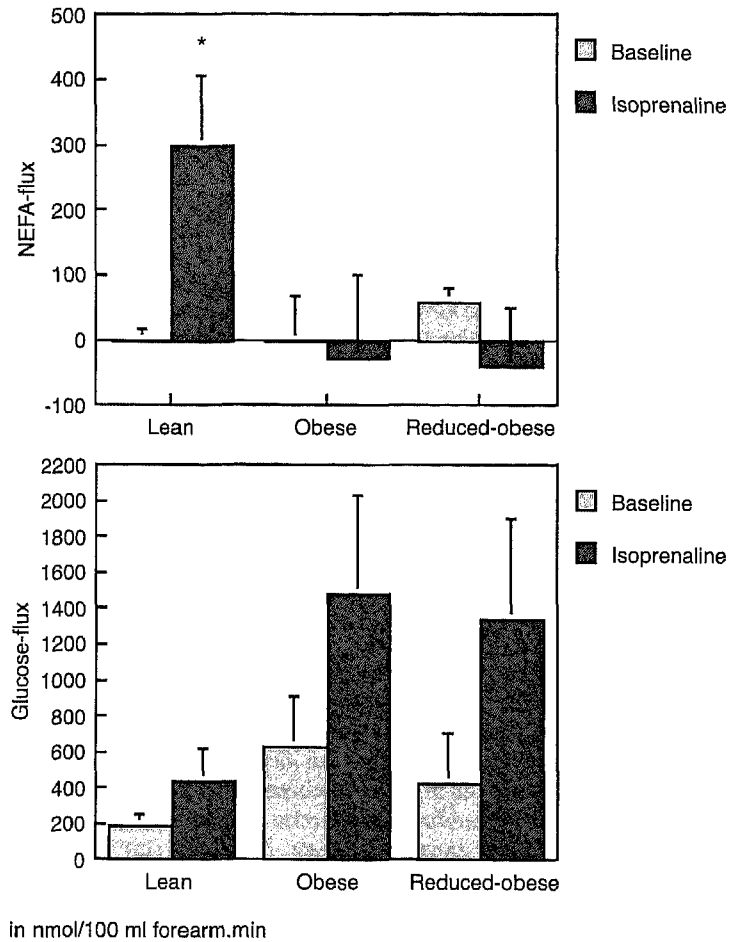 500
400
300
200
100
0
-100
NEFA-flux
*
Baseline
Isoprenaline
Lean Obese Reduced-obese
2200
2000
1800
1600
1400
1200
1000
800
600
400
200
0
Glucose-flux
Baseline
Isoprenaline
Lean Obese Reduced-obese
in nmol/100 ml forearm.min